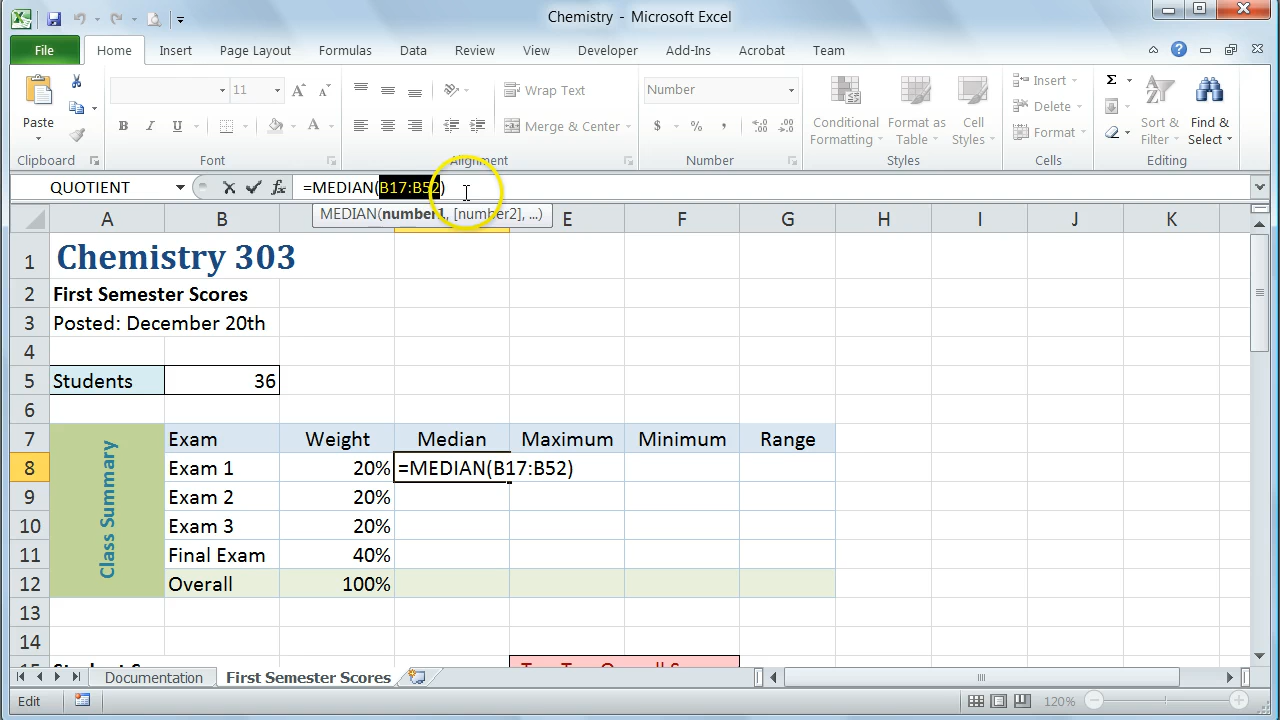 Chemistry - Microsoft Excel
File Home Insert Page Layout Formulas Data Review View Developer Add-Ins Acrobat Team
Paste
Clipboard
11
B I U A
Font
Wrap Text
Merge & Center
Alignment
Number
$ % ,
Number
Conditional Formatting
Format as Table
Cell Styles
Styles
Insert
Delete
Format
Cells
Σ
Sort & Filter
Find & Select
Editing
QUOTIENT fx =MEDIAN(B17:B52)
MEDIAN(number1, [number2], ...)
A B E F G H I J K
1 Chemistry 303
2 First Semester Scores
3 Posted: December 20th
4
5 Students 36
6
7 Exam Weight Median Maximum Minimum Range
8 Exam 1 20% =MEDIAN(B17:B52)
9 Exam 2 20%
10 Exam 3 20%
11 Final Exam 40%
12 Overall 100%
Class Summary
13
14
Documentation First Semester Scores
Edit 120%